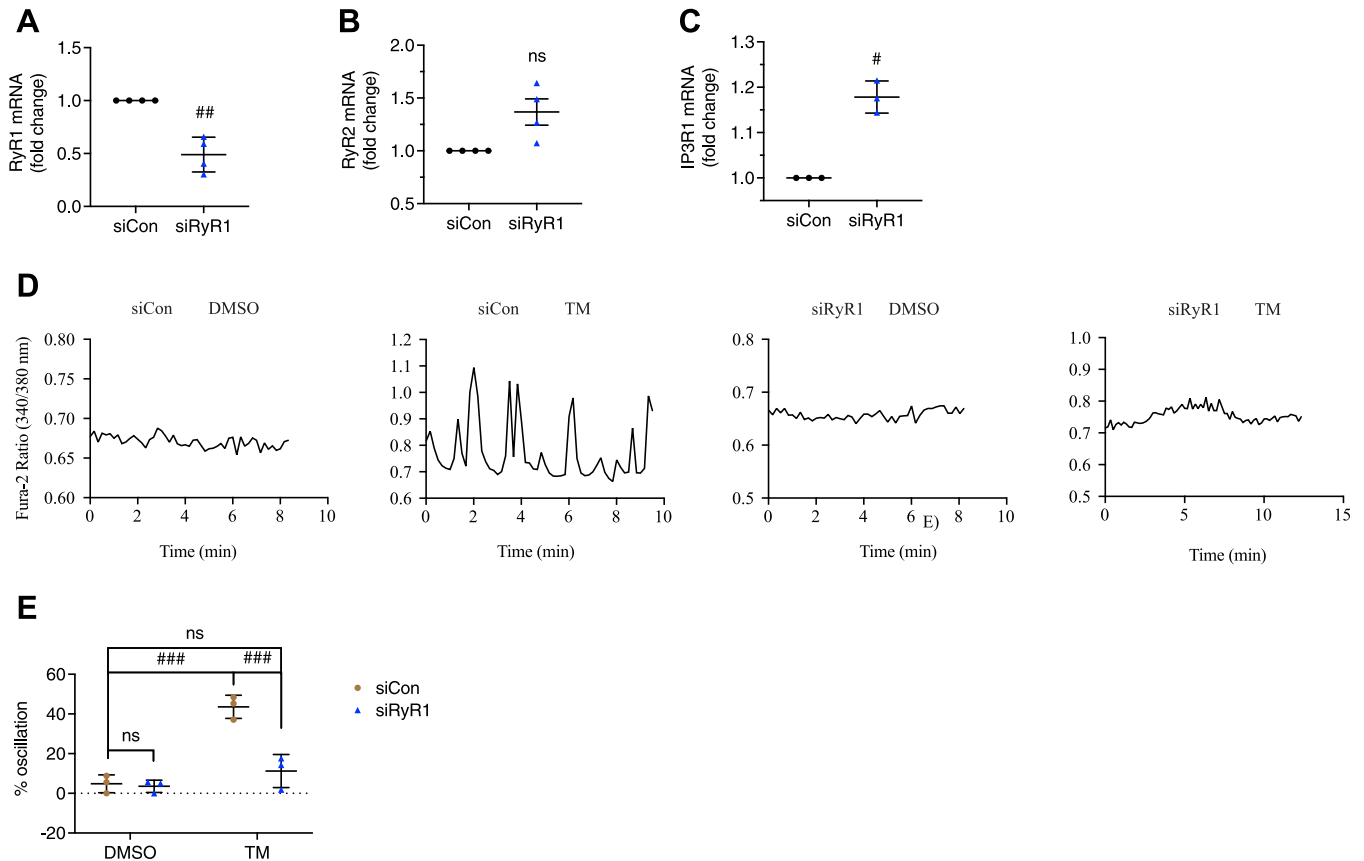 A
B
C
RyR1 mRNA
(fold change)
1.5
1.0
0.5
0.0
##
siCon
siRyR1
RyR2 mRNA
(fold change)
2.0
1.5
1.0
0.5
ns
siCon
siRyR1
IP3R1 mRNA
(fold change)
1.3
1.2
1.1
1.0
#
siCon
siRyR1
D
siCon DMSO
Fura-2 Ratio (340/380 nm)
0.80
0.75
0.70
0.65
0.60
0 2 4 6 8 10
Time (min)
siCon TM
1.2
1.1
1.0
0.9
0.8
0.7
0.6
0 2 4 6 8 10
Time (min)
siRyR1 DMSO
0.8
0.7
0.6
0.5
0 2 4 6 8 10
E)
Time (min)
siRyR1 TM
1.0
0.9
0.8
0.7
0.6
0.5
0 5 10 15
Time (min)
E
ns
### ###
ns
% oscillation
60
40
20
0
-20
DMSO TM
siCon
siRyR1